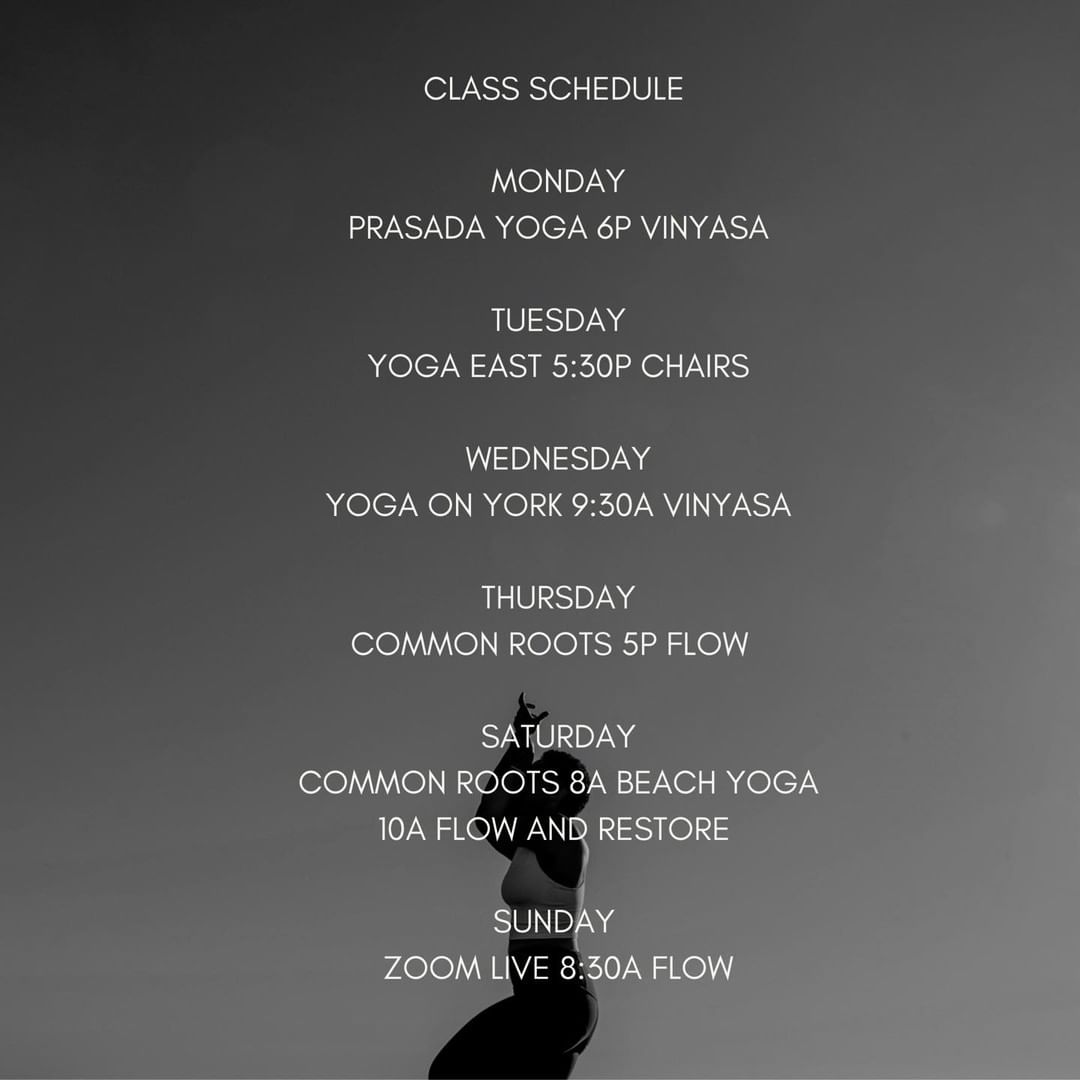 CLASS SCHEDULE
MONDAY
PRASADA YOGA 6P VINYASA
TUESDAY
YOGA EAST 5:30P CHAIRS
WEDNESDAY
YOGA ON YORK 9:30A VINYASA
THURSDAY
COMMON ROOTS 5P FLOW
SATURDAY
COMMON ROOTS 8A BEACH YOGA
10A FLOW AND RESTORE
SUNDAY
ZOOM LIVE 8:30A FLOW